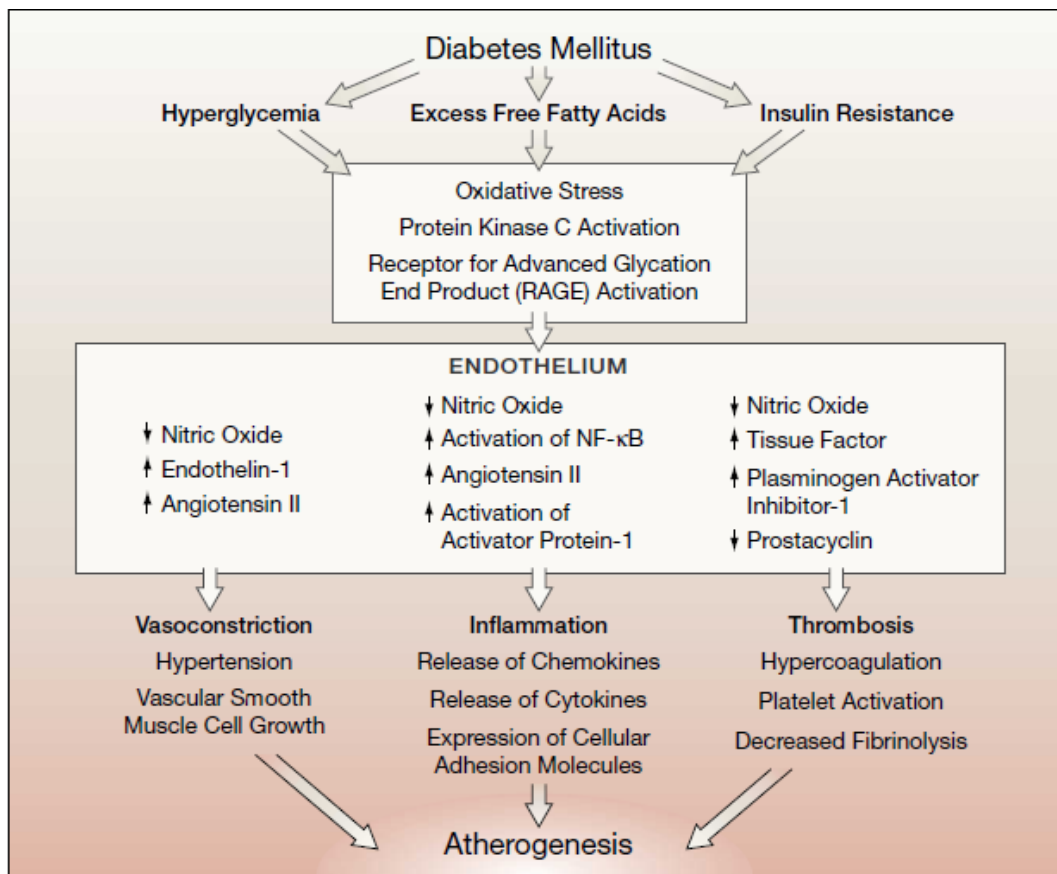 Diabetes Mellitus
Hyperglycemia
Excess Free Fatty Acids
Insulin Resistance
Oxidative Stress
Protein Kinase C Activation
Receptor for Advanced Glycation
End Product (RAGE) Activation
ENDOTHELIUM
Nitric Oxide
Endothelin-1
Angiotensin II
Nitric Oxide
Activation of NF-κB
Angiotensin II
Activation of
Activator Protein-1
Nitric Oxide
Tissue Factor
Plasminogen Activator
Inhibitor-1
Prostacyclin
Vasoconstriction
Hypertension
Vascular Smooth
Muscle Cell Growth
Inflammation
Release of Chemokines
Release of Cytokines
Expression of Cellular
Adhesion Molecules
Thrombosis
Hypercoagulation
Platelet Activation
Decreased Fibrinolysis
Atherogenesis